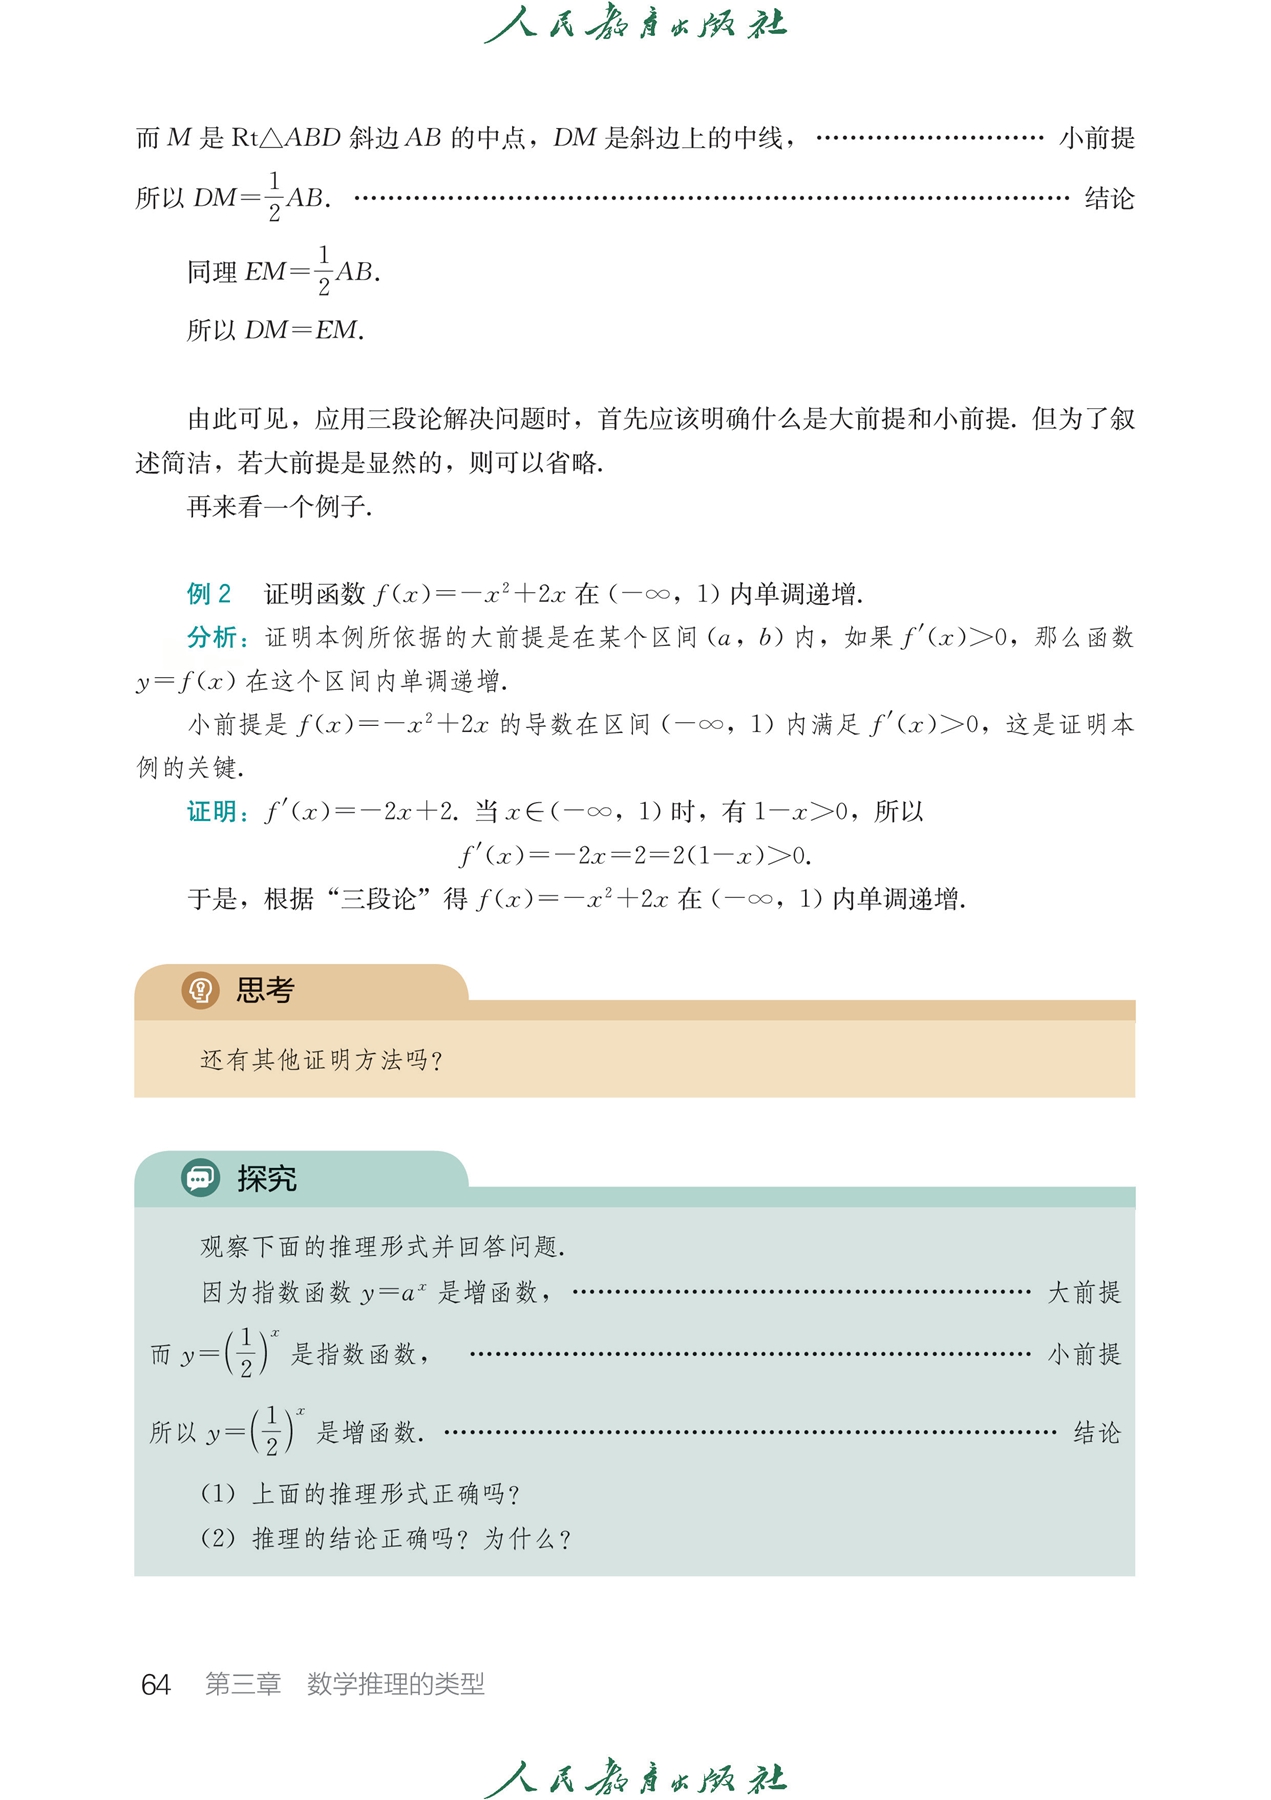 人民教育出版社
而 M 是 Rt△ABD 斜边 AB 的中点，DM 是斜边上的中线，………………………… 小前提
所以 DM=\frac{1}{2}AB. ………………………………………………………………………… 结论
同理 EM=\frac{1}{2}AB.
所以 DM=EM.
由此可见，应用三段论解决问题时，首先应该明确什么是大前提和小前提. 但为了叙
述简洁，若大前提是显然的，则可以省略.
再来看一个例子.
例 2 证明函数 f(x)=-x²+2x 在 (-∞，1) 内单调递增.
分析：证明本例所依据的大前提是在某个区间 (a，b) 内，如果 f′(x)>0，那么函数
y=f(x) 在这个区间内单调递增.
小前提是 f(x)=-x²+2x 的导数在区间 (-∞，1) 内满足 f′(x)>0，这是证明本
例的关键.
证明：f′(x)=-2x+2. 当 x∈(-∞，1) 时，有 1-x>0，所以
f′(x)=-2x=2=2(1-x)>0.
于是，根据“三段论”得 f(x)=-x²+2x 在 (-∞，1) 内单调递增.
思考
还有其他证明方法吗？
探究
观察下面的推理形式并回答问题.
因为指数函数 y=aˣ 是增函数，……………………………………………… 大前提
而 y=(\frac{1}{2})ˣ 是指数函数，………………………………………………………… 小前提
所以 y=(\frac{1}{2})ˣ 是增函数. ……………………………………………………………… 结论
(1) 上面的推理形式正确吗？
(2) 推理的结论正确吗？为什么？
64 第三章 数学推理的类型
人民教育出版社